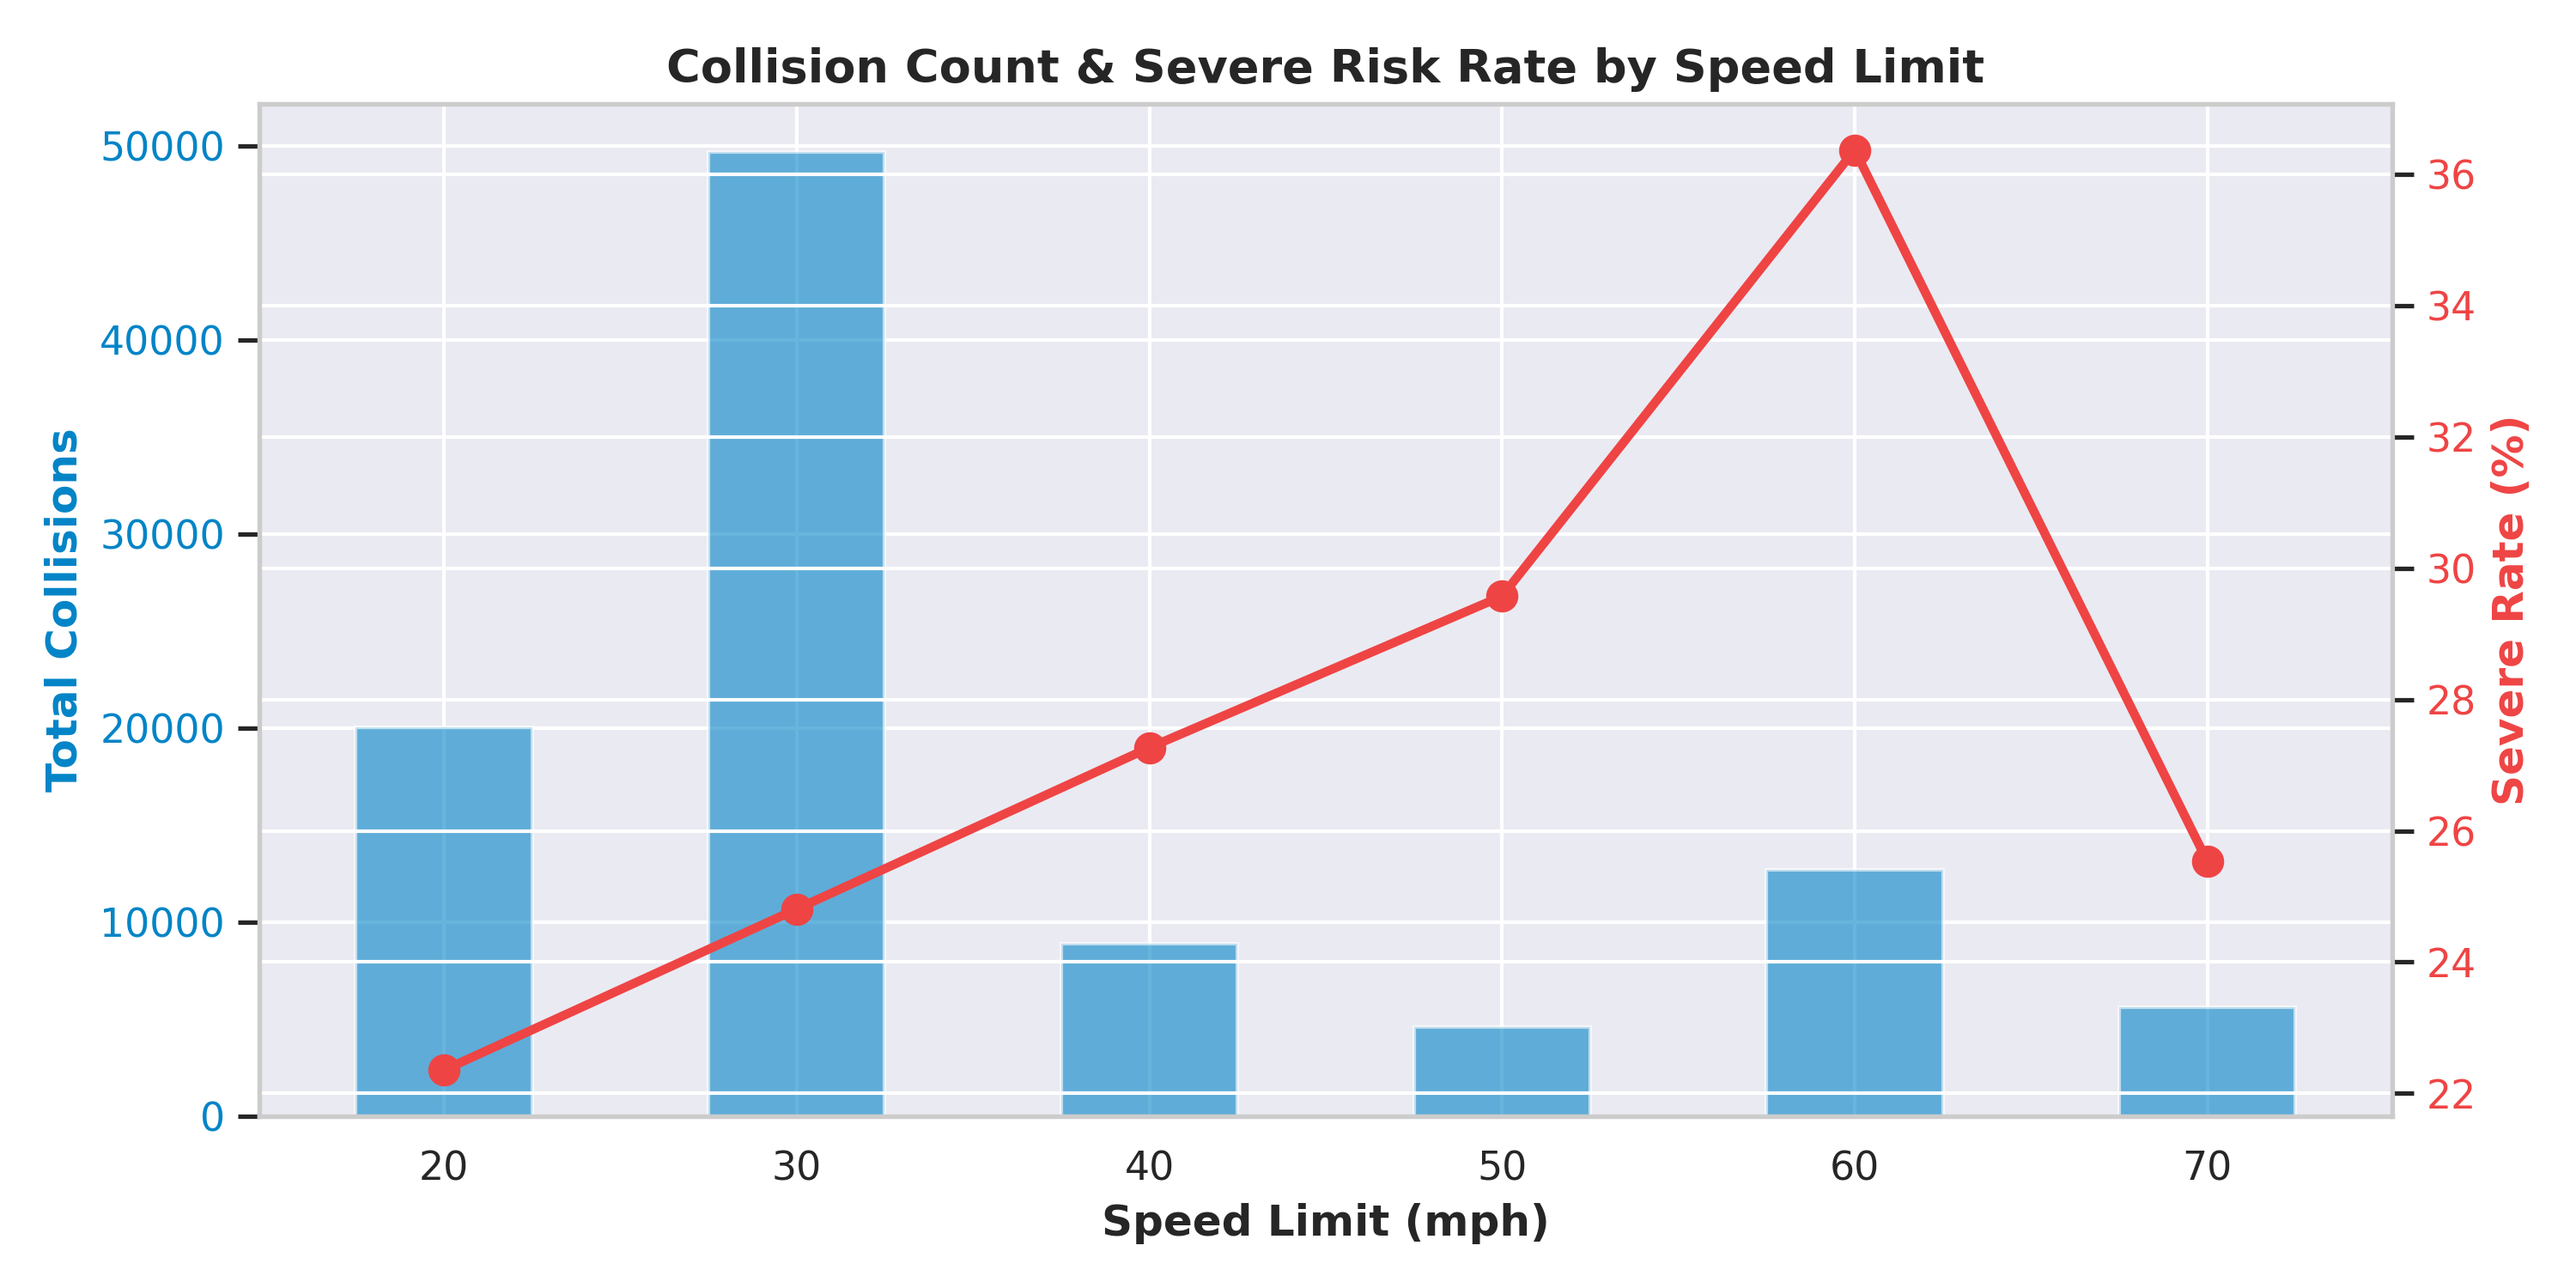 Collision Count & Severe Risk Rate by Speed Limit
Total Collisions
50000
40000
30000
20000
10000
0
36
34
32
30
28
26
24
22
Severe Rate (%)
20 30 40 50 60 70
Speed Limit (mph)